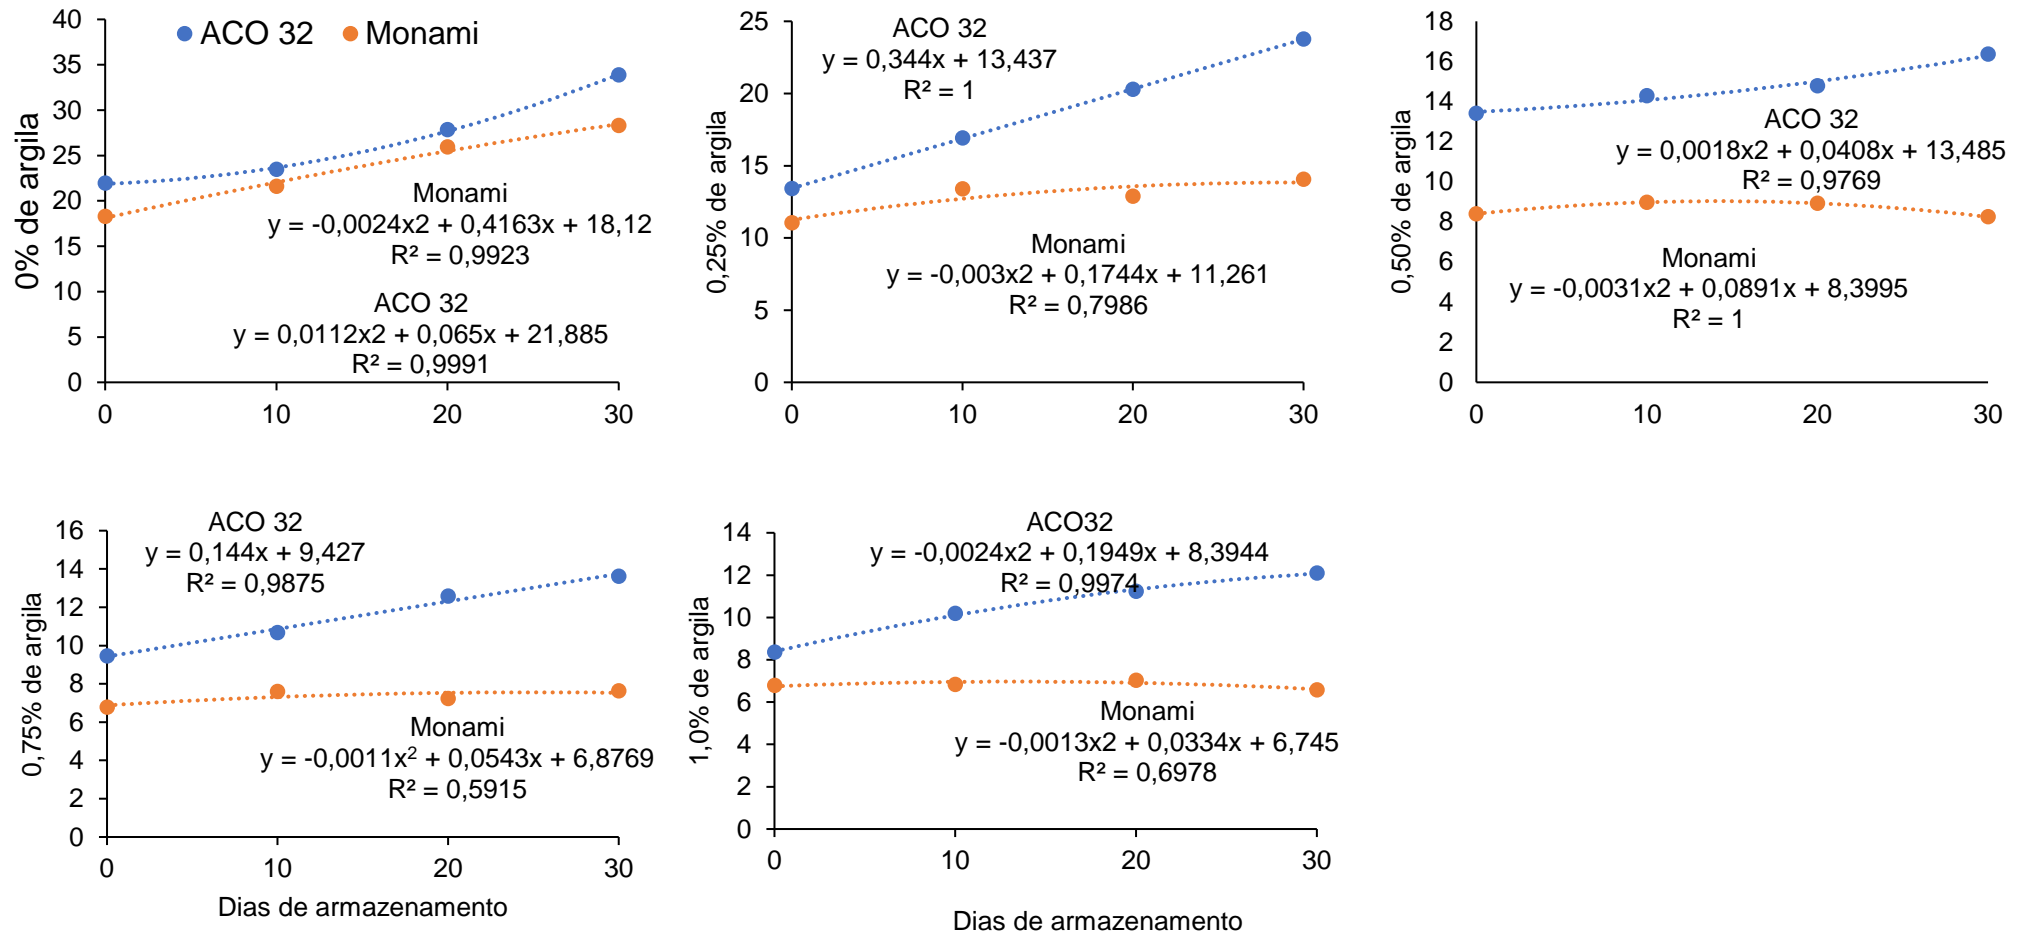 ACO 32
Monami
0% de argila
40
35
30
25
20
15
10
5
0
Monami
y = -0,0024x2 + 0,4163x + 18,12
R² = 0,9923
ACO 32
y = 0,0112x2 + 0,065x + 21,885
R² = 0,9991
0 10 20 30
0,25% de argila
25
20
15
10
5
0
ACO 32
y = 0,344x + 13,437
R² = 1
Monami
y = -0,003x2 + 0,1744x + 11,261
R² = 0,7986
0 10 20 30
0,50% de argila
18
16
14
12
10
8
6
4
2
0
ACO 32
y = 0,0018x2 + 0,0408x + 13,485
R² = 0,9769
Monami
y = -0,0031x2 + 0,0891x + 8,3995
R² = 1
0 10 20 30
0,75% de argila
16
14
12
10
8
6
4
2
0
ACO 32
y = 0,144x + 9,427
R² = 0,9875
Monami
y = -0,0011x² + 0,0543x + 6,8769
R² = 0,5915
0 10 20 30
Dias de armazenamento
1,0% de argila
14
12
10
8
6
4
2
0
ACO32
y = -0,0024x2 + 0,1949x + 8,3944
R² = 0,9974
Monami
y = -0,0013x2 + 0,0334x + 6,745
R² = 0,6978
0 10 20 30
Dias de armazenamento